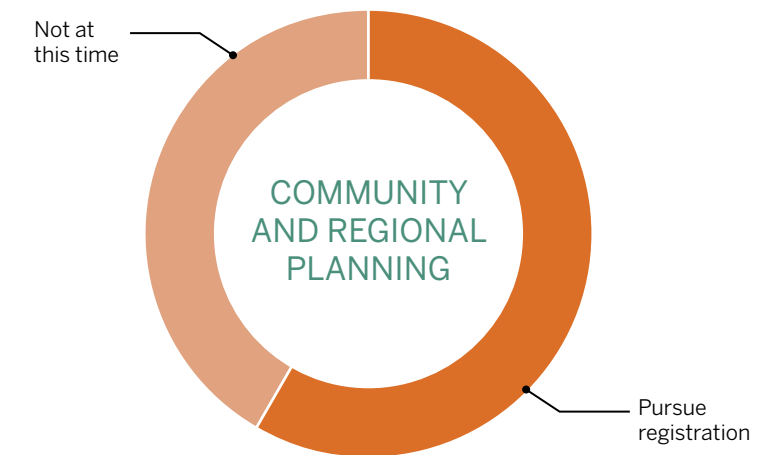 Not at
this time
COMMUNITY
AND REGIONAL
PLANNING
Pursue
registration